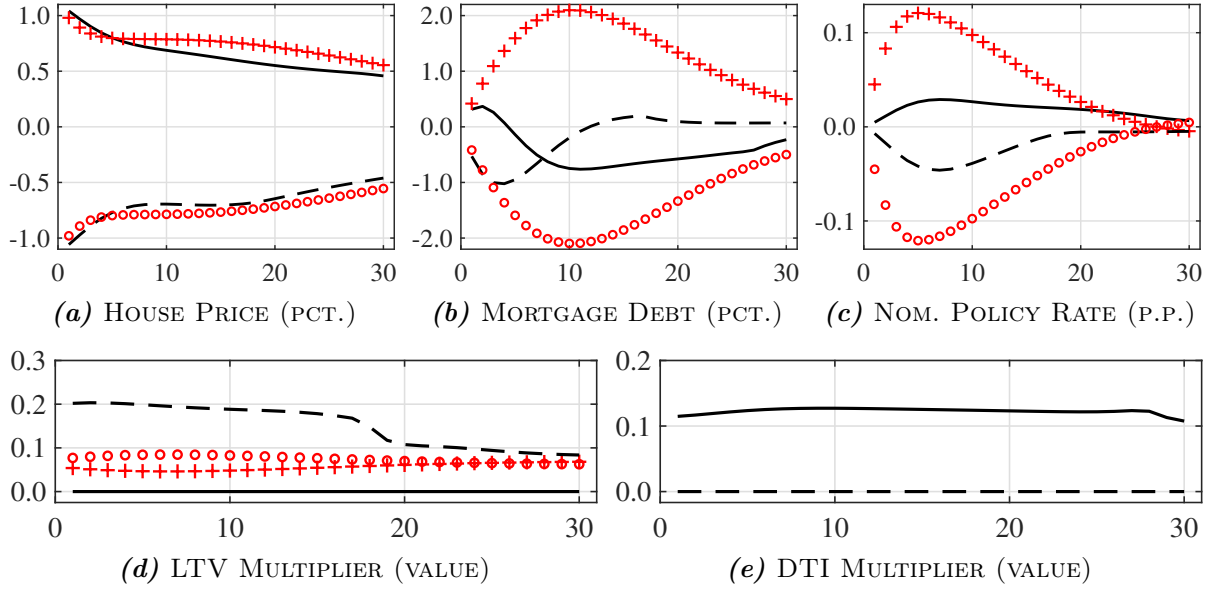 1.0
0.5
0.0
-0.5
-1.0
0 10 20 30
(a) HOUSE PRICE (PCT.)
2.0
1.0
0.0
-1.0
-2.0
0 10 20 30
(b) MORTGAGE DEBT (PCT.)
0.1
0.0
-0.1
0 10 20 30
(c) NOM. POLICY RATE (P.P.)
0.3
0.2
0.1
0.0
0 10 20 30
(d) LTV MULTIPLIER (VALUE)
0.2
0.1
0.0
0 10 20 30
(e) DTI MULTIPLIER (VALUE)